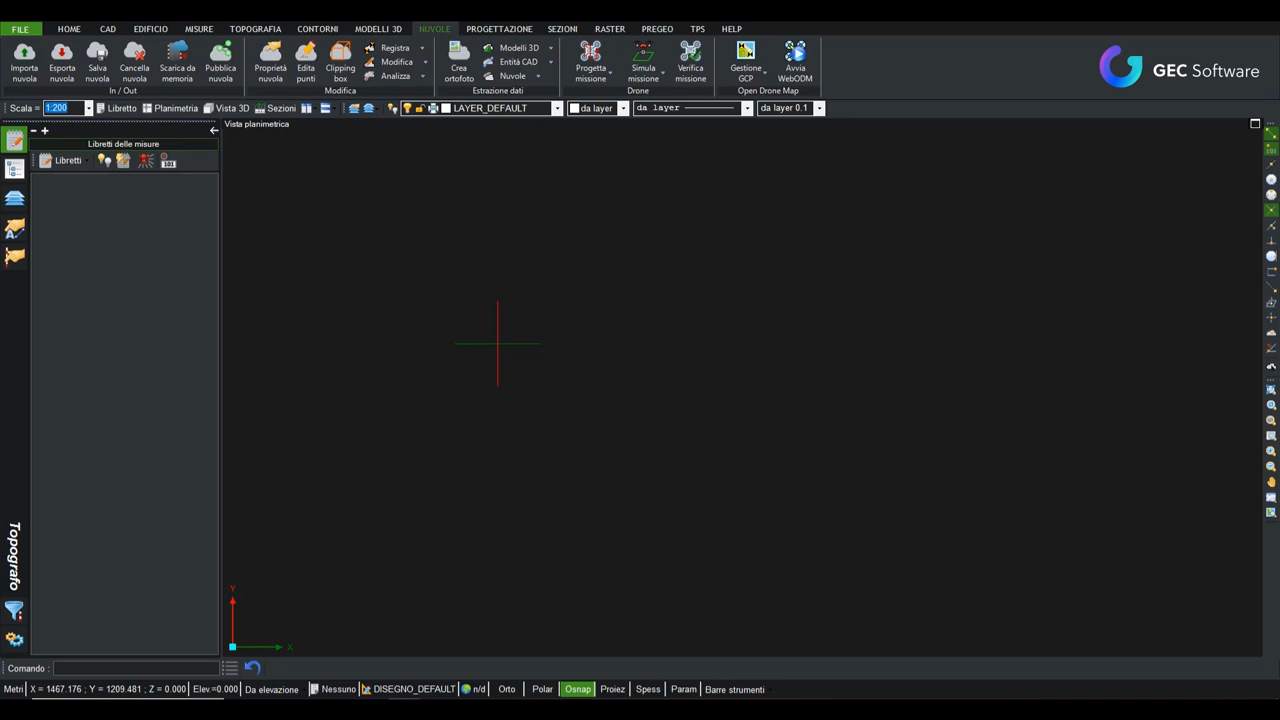 FILE HOME CAD EDIFICIO MISURE TOPOGRAFIA CONTORNI MODELLI 3D NUVOLE PROGETTAZIONE SEZIONI RASTER PREGEO TPS HELP
Importa nuvola
Esporta nuvola
Salva nuvola
Cancella nuvola
Scarica da memoria
Pubblica nuvola
In / Out
Proprietà nuvola
Edita punti
Clipping box
Registra
Modifica
Analizza
Modifica
Crea ortofoto
Modelli 3D
Entità CAD
Nuvole
Estrazione dati
Progetta missione
Simula missione
Verifica missione
Drone
Gestione GCP
Avvia WebODM
Open Drone Map
GEC Software
Scala = 1:200 Libretto Planimetria Vista 3D Sezioni LAYER_DEFAULT da layer da layer da layer 0.1
Vista planimetrica
Libretti delle misure
Libretti
101
Topografo
Y
X
Comando :
Metri X = 1467.176 ; Y = 1209.481 ; Z = 0.000 Elev=0.000 Da elevazione Nessuno DISEGNO_DEFAULT n/d Orto Polar Osnap Proiez Spess Param Barre strumenti